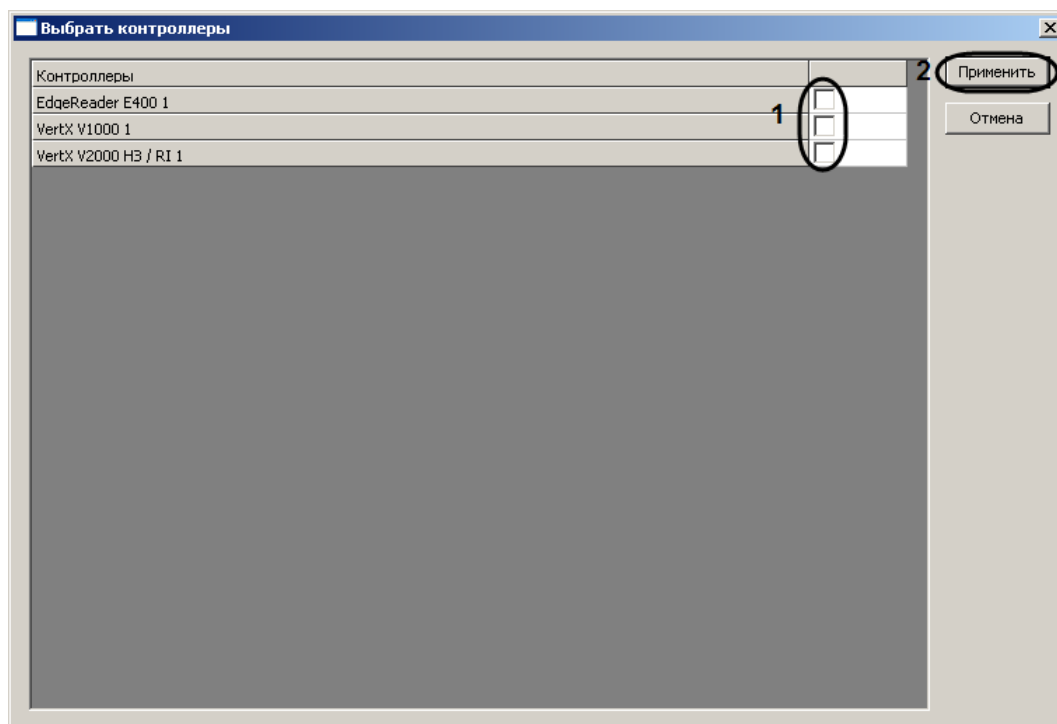 Выбрать контроллеры
Контроллеры
2 Применить
EdgeReader E400 1
1
Отмена
VertX V1000 1
VertX V2000 H3 / RI 1